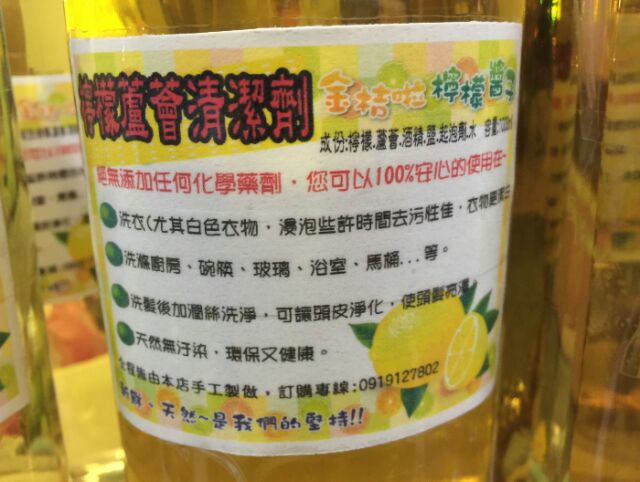 檸檬蘆薈清潔劑
金桔啦檸檬醬子
成份:檸檬.蘆薈.酒精.鹽.起泡劑.水 容量:
絕無添加任何化學藥劑，您可以100%安心的使用在~
洗衣(尤其白色衣物，浸泡些許時間去污性佳，衣物更潔白
洗滌廚房、碗筷、玻璃、浴室、馬桶...等。
洗髮後加潤絲洗淨，可讓頭皮淨化，使頭髮亮澤
天然無汙染，環保又健康。
全程皆由本店手工製做，訂購專線:0919127802
新鮮、天然~是我們的堅持!!